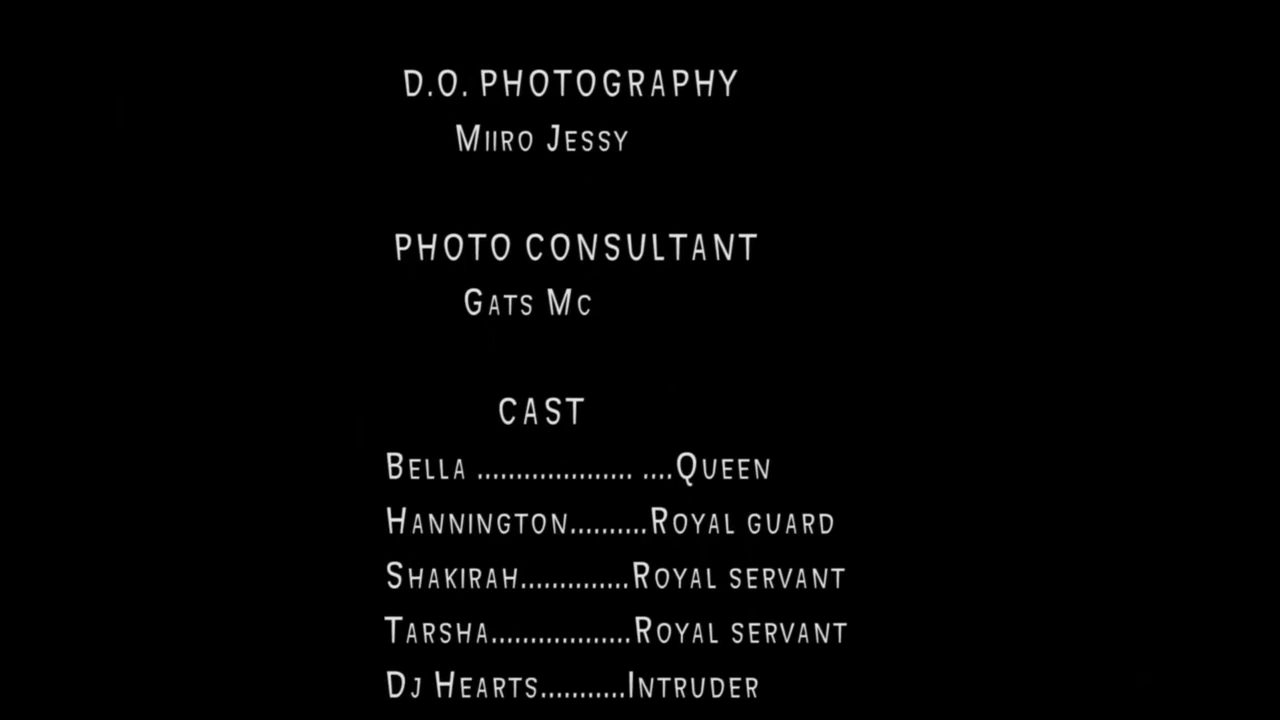 D.O. PHOTOGRAPHY
Miiro Jessy
PHOTO CONSULTANT
Gats Mc
CAST
Bella .................... ....Queen
Hannington..........Royal guard
Shakirah..............Royal servant
Tarsha..................Royal servant
Dj Hearts...........Intruder